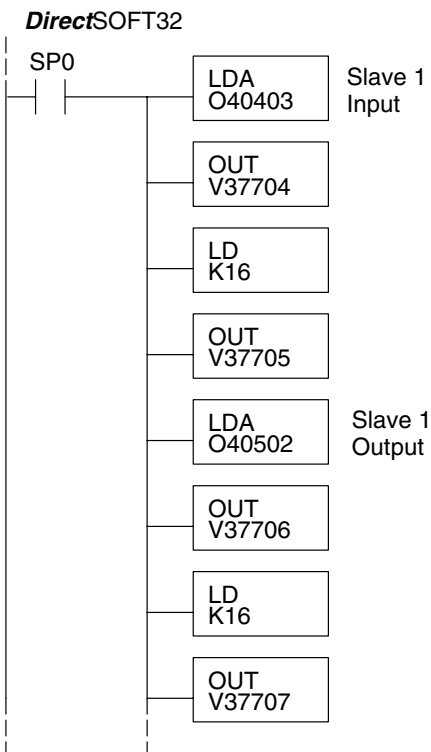 DirectSOFT32
SP0
LDA
O40403
Slave 1
Input
OUT
V37704
LD
K16
OUT
V37705
LDA
O40502
Slave 1
Output
OUT
V37706
LD
K16
OUT
V37707